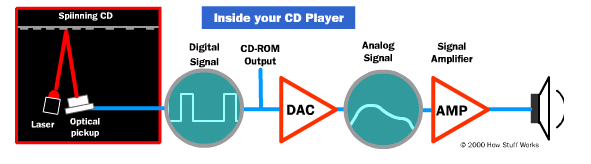 Spiinning CD
Inside your CD Player
Digital
Signal
CD-ROM
Output
Analog
Signal
Signal
Amplifier
DAC
AMP
Laser
Optical
pickup
© 2000 How Stuff Works